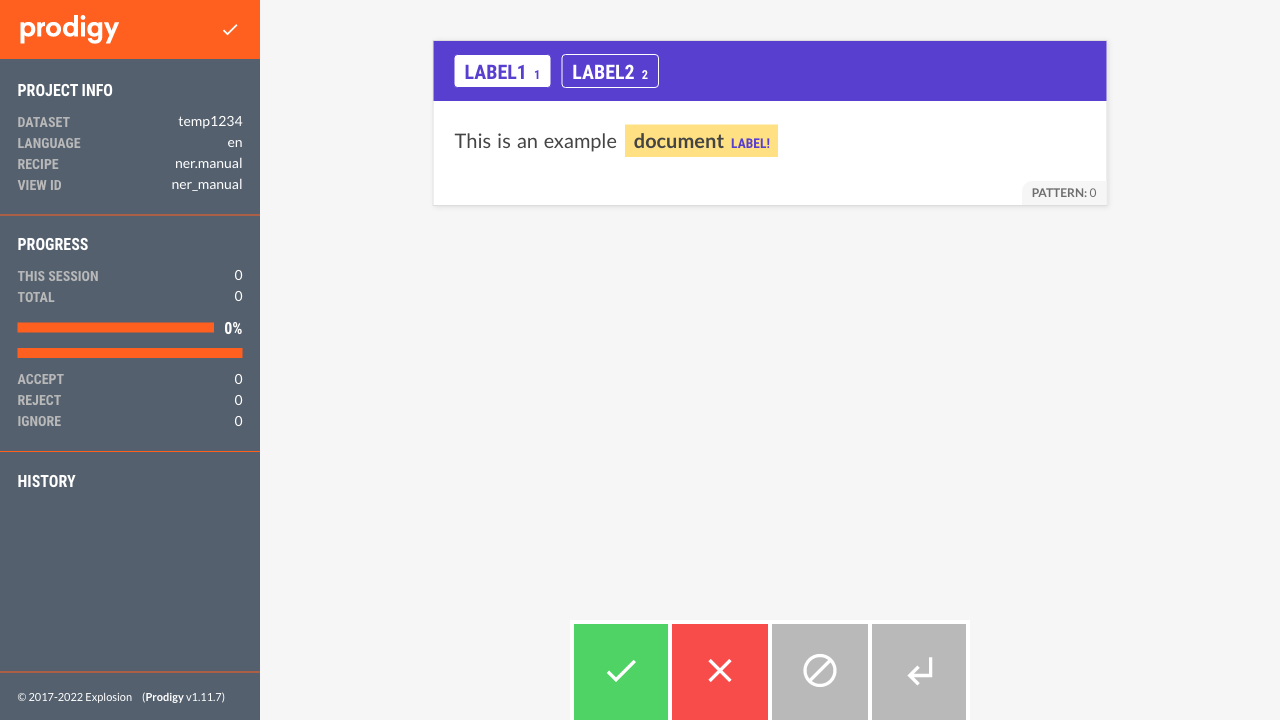 prodigy
PROJECT INFO
DATASET temp1234
LANGUAGE en
RECIPE ner.manual
VIEW ID ner_manual
PROGRESS
THIS SESSION 0
TOTAL 0
0%
ACCEPT 0
REJECT 0
IGNORE 0
HISTORY
© 2017-2022 Explosion (Prodigy v1.11.7)
LABEL1 1 LABEL2 2
This is an example document LABEL!
PATTERN: 0